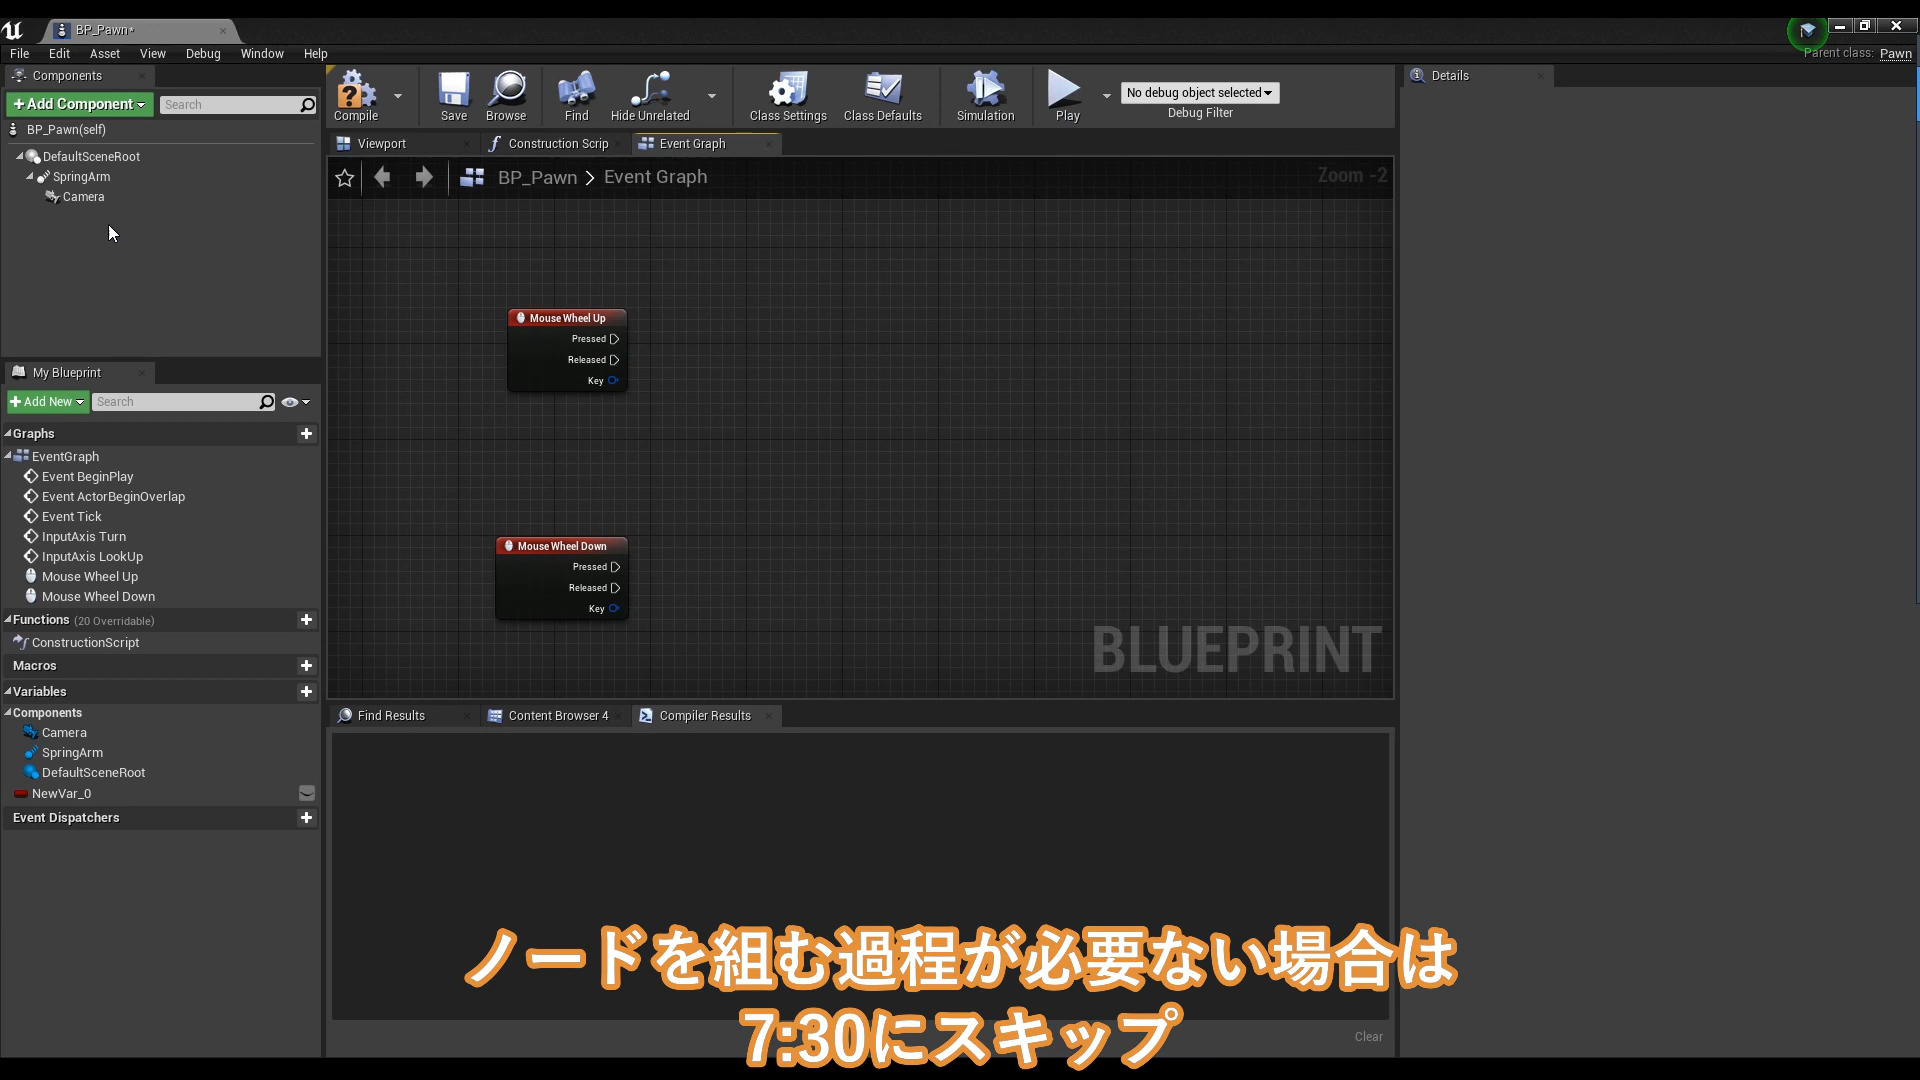 BP_Pawn*
File Edit Asset View Debug Window Help
Parent class: Pawn
Components
+Add Component Search
BP_Pawn(self)
DefaultSceneRoot
SpringArm
Camera
My Blueprint
+Add New Search
Graphs
EventGraph
Event BeginPlay
Event ActorBeginOverlap
Event Tick
InputAxis Turn
InputAxis LookUp
Mouse Wheel Up
Mouse Wheel Down
Functions (20 Overridable)
ConstructionScript
Macros
Variables
Components
Camera
SpringArm
DefaultSceneRoot
NewVar_0
Event Dispatchers
Compile Save Browse Find Hide Unrelated Class Settings Class Defaults Simulation Play
No debug object selected
Debug Filter
Viewport Construction Scrip Event Graph
BP_Pawn > Event Graph
Zoom -2
Mouse Wheel Up
Pressed
Released
Key
Mouse Wheel Down
Pressed
Released
Key
BLUEPRINT
Find Results Content Browser 4 Compiler Results
Clear
Details
ノードを組む過程が必要ない場合は
7:30にスキップ